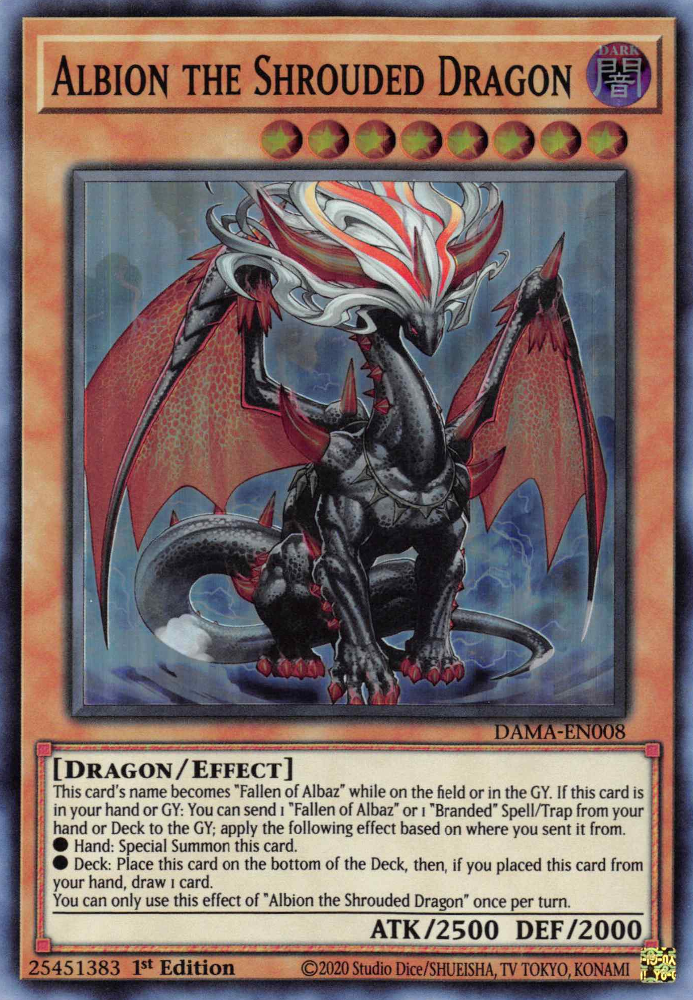 ALBION THE SHROUDED DRAGON
DARK
闇
DAMA-EN008
[DRAGON/EFFECT]
This card's name becomes "Fallen of Albaz" while on the field or in the GY. If this card is
in your hand or GY: You can send 1 "Fallen of Albaz" or 1 "Branded" Spell/Trap from your
hand or Deck to the GY; apply the following effect based on where you sent it from.
● Hand: Special Summon this card.
● Deck: Place this card on the bottom of the Deck, then, if you placed this card from
your hand, draw 1 card.
You can only use this effect of "Albion the Shrouded Dragon" once per turn.
ATK/2500 DEF/2000
25451383 1st Edition ©2020 Studio Dice/SHUEISHA, TV TOKYO, KONAMI